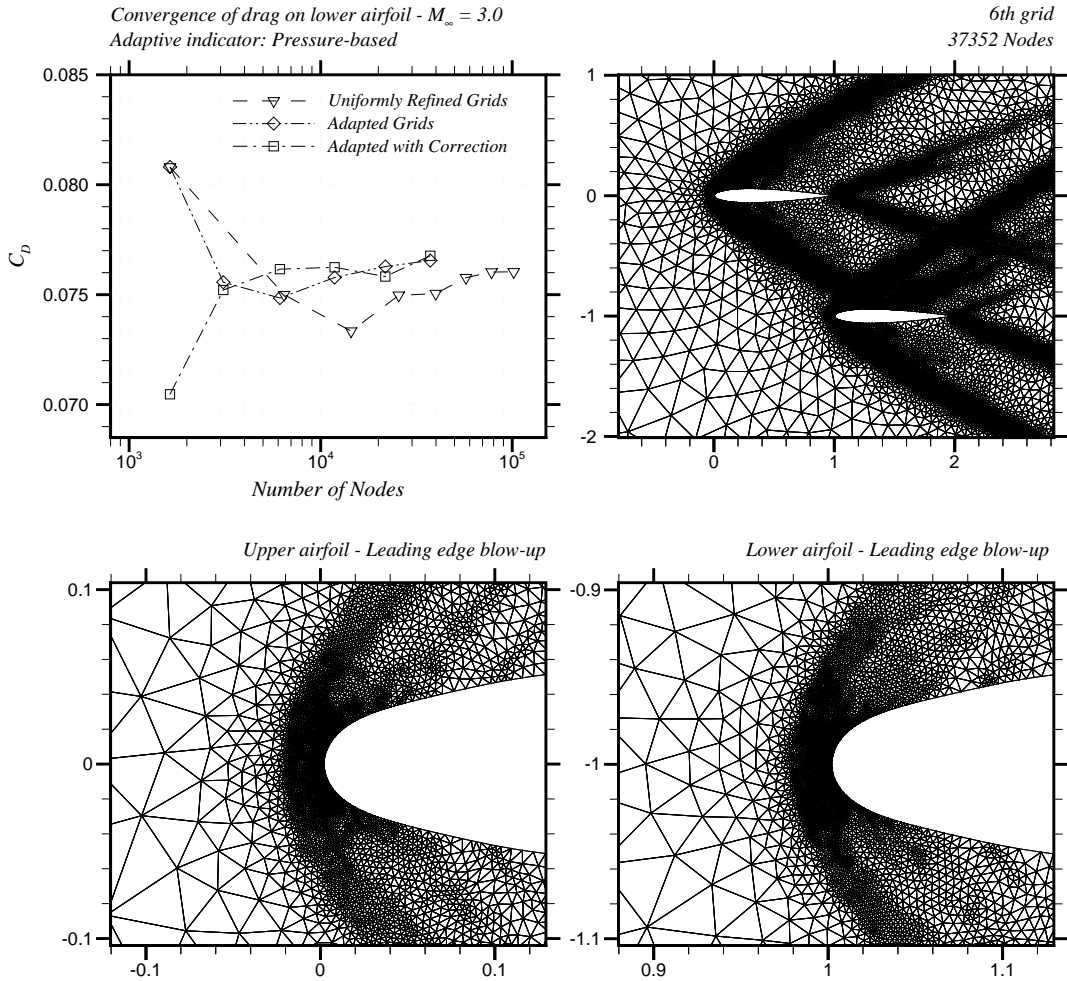 Convergence of drag on lower airfoil - M∞ = 3.0
Adaptive indicator: Pressure-based
6th grid
37352 Nodes
0.085
0.080
0.075
0.070
C_D
Uniformly Refined Grids
Adapted Grids
Adapted with Correction
10³
10⁴
10⁵
Number of Nodes
1
0
-1
-2
0
1
2
Upper airfoil - Leading edge blow-up
0.1
0
-0.1
-0.1
0
0.1
Lower airfoil - Leading edge blow-up
-0.9
-1
-1.1
0.9
1
1.1